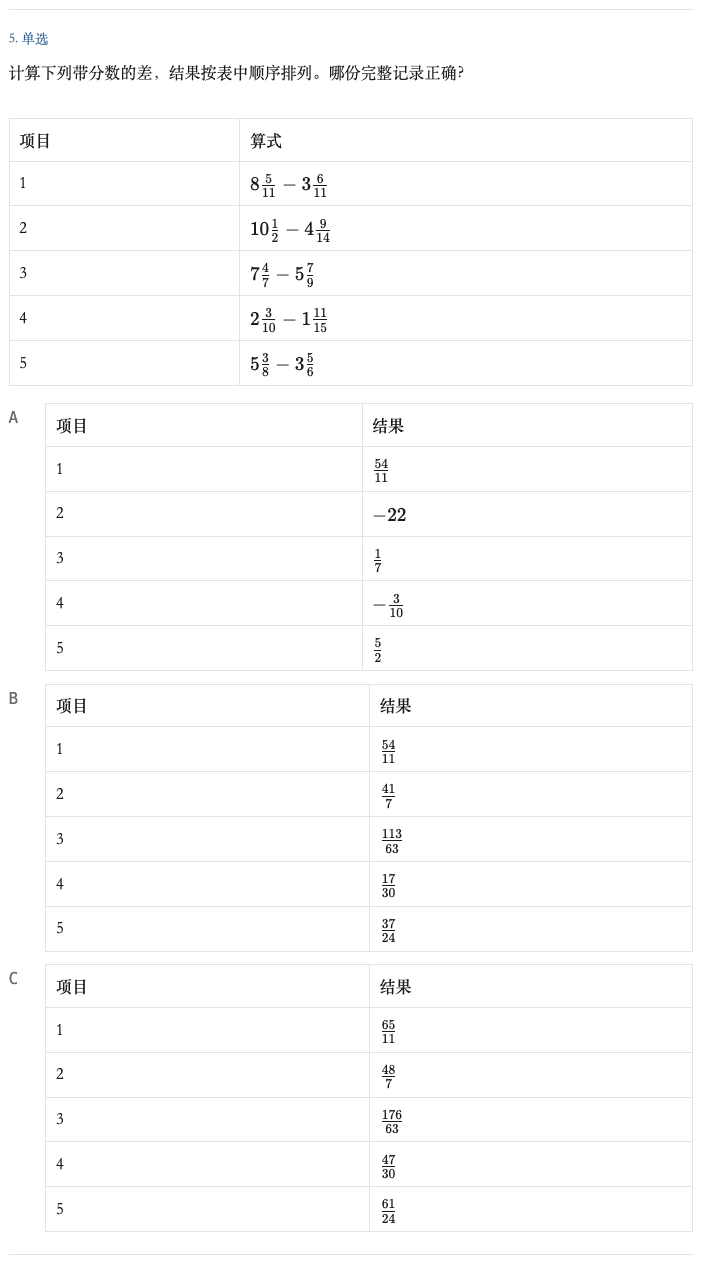 5. 单选
计算下列带分数的差，结果按表中顺序排列。哪份完整记录正确?
项目 算式
1 8 5/11 − 3 6/11
2 10 1/2 − 4 9/14
3 7 4/7 − 5 7/9
4 2 3/10 − 1 11/15
5 5 3/8 − 3 5/6
A
项目 结果
1 54/11
2 −22
3 1/7
4 −3/10
5 5/2
B
项目 结果
1 54/11
2 41/7
3 113/63
4 17/30
5 37/24
C
项目 结果
1 65/11
2 48/7
3 176/63
4 47/30
5 61/24